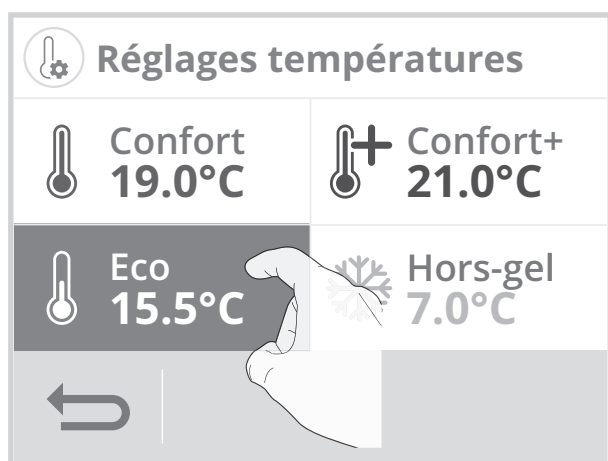 Réglages températures
Confort
19.0°C
Confort+
21.0°C
Eco
15.5°C
Hors-gel
7.0°C